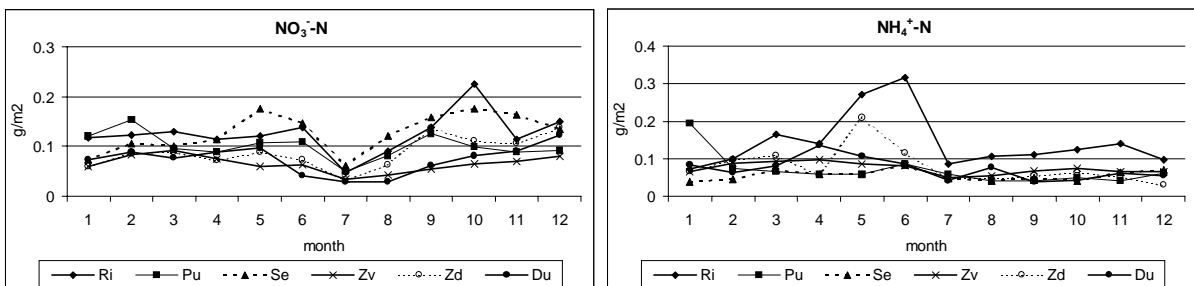 NO₃⁻-N
0.3
0.2
0.1
0
g/m2
1 2 3 4 5 6 7 8 9 10 11 12
month
Ri Pu Se Zv Zd Du
NH₄⁺-N
0.4
0.3
0.2
0.1
0
g/m2
1 2 3 4 5 6 7 8 9 10 11 12
month
Ri Pu Se Zv Zd Du